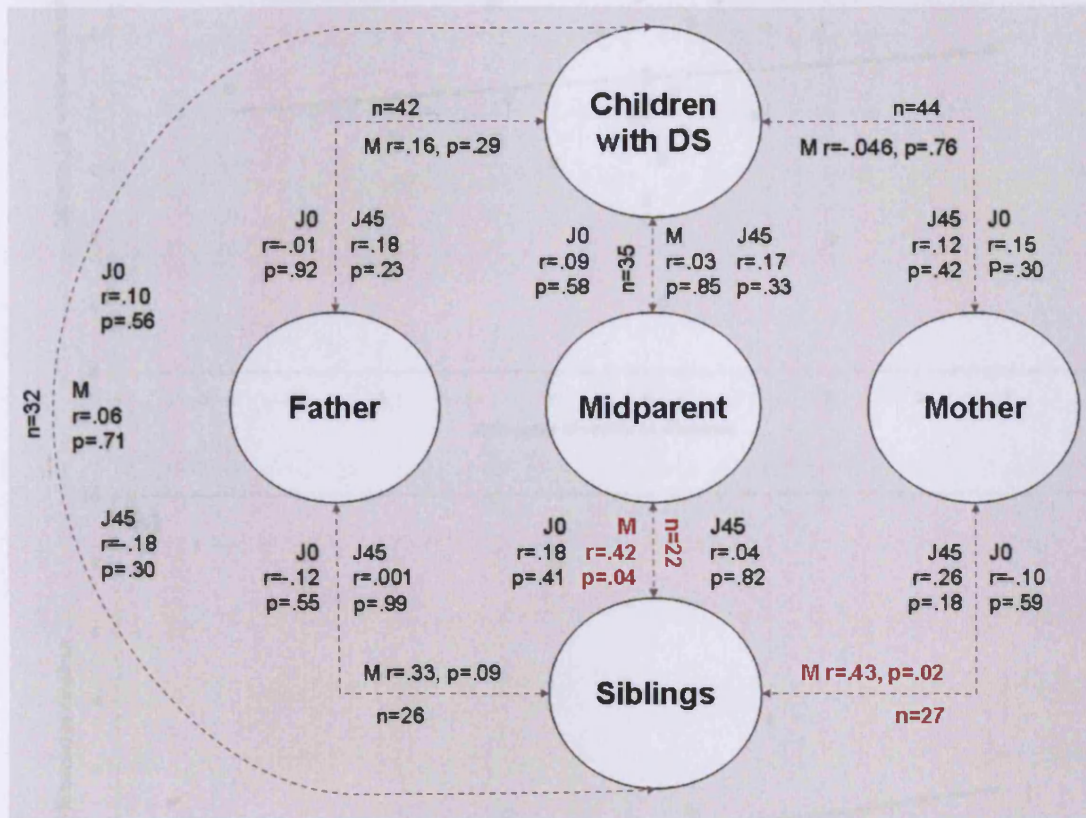 Children
with DS
n=42
M r=.16, p=.29
n=44
M r=-.046, p=.76
J0
r=-.01
p=.92
J45
r=.18
p=.23
J0
r=.09
p=.58
n=35
M
r=.03
p=.85
J45
r=.17
p=.33
J45
r=.12
p=.42
J0
r=.15
P=.30
J0
r=.10
p=.56
n=32
M
r=.06
p=.71
J45
r=-.18
p=.30
Father
Midparent
Mother
J0
r=-.12
p=.55
J45
r=.001
p=.99
J0
r=.18
p=.41
M
r=.42
p=.04
n=22
J45
r=.04
p=.82
J45
r=.26
p=.18
J0
r=-.10
p=.59
M r=.33, p=.09
n=26
Siblings
M r=.43, p=.02
n=27